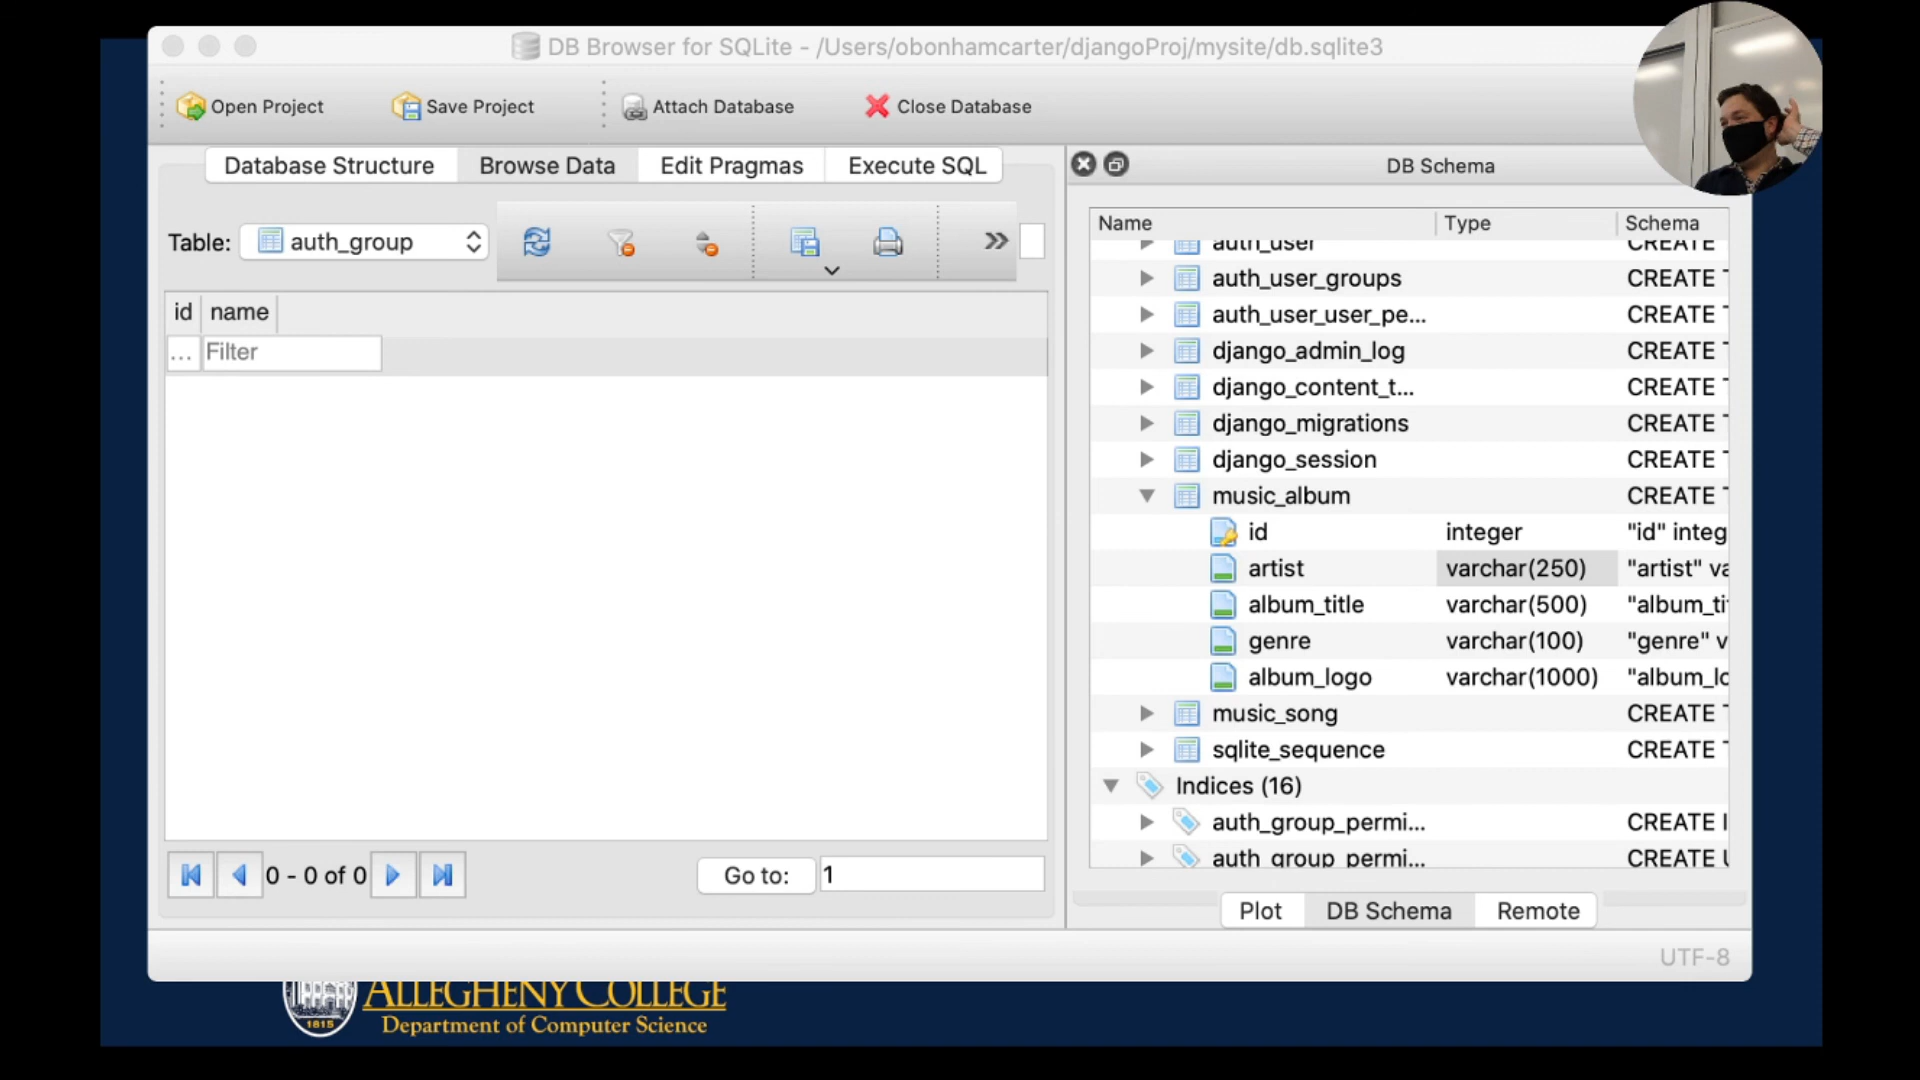 DB Browser for SQLite - /Users/obonhamcarter/djangoProj/mysite/db.sqlite3
Open Project Save Project Attach Database Close Database
Database Structure Browse Data Edit Pragmas Execute SQL
Table: auth_group
id name
... Filter
0 - 0 of 0 Go to: 1
DB Schema
Name Type Schema
auth_user CREATE
auth_user_groups CREATE T
auth_user_user_pe... CREATE T
django_admin_log CREATE T
django_content_t... CREATE T
django_migrations CREATE T
django_session CREATE T
music_album CREATE T
id integer "id" integ
artist varchar(250) "artist" va
album_title varchar(500) "album_ti
genre varchar(100) "genre" v
album_logo varchar(1000) "album_lo
music_song CREATE T
sqlite_sequence CREATE T
Indices (16)
auth_group_permi... CREATE I
auth_group_permi... CREATE U
Plot DB Schema Remote
UTF-8
1815
ALLEGHENY COLLEGE
Department of Computer Science